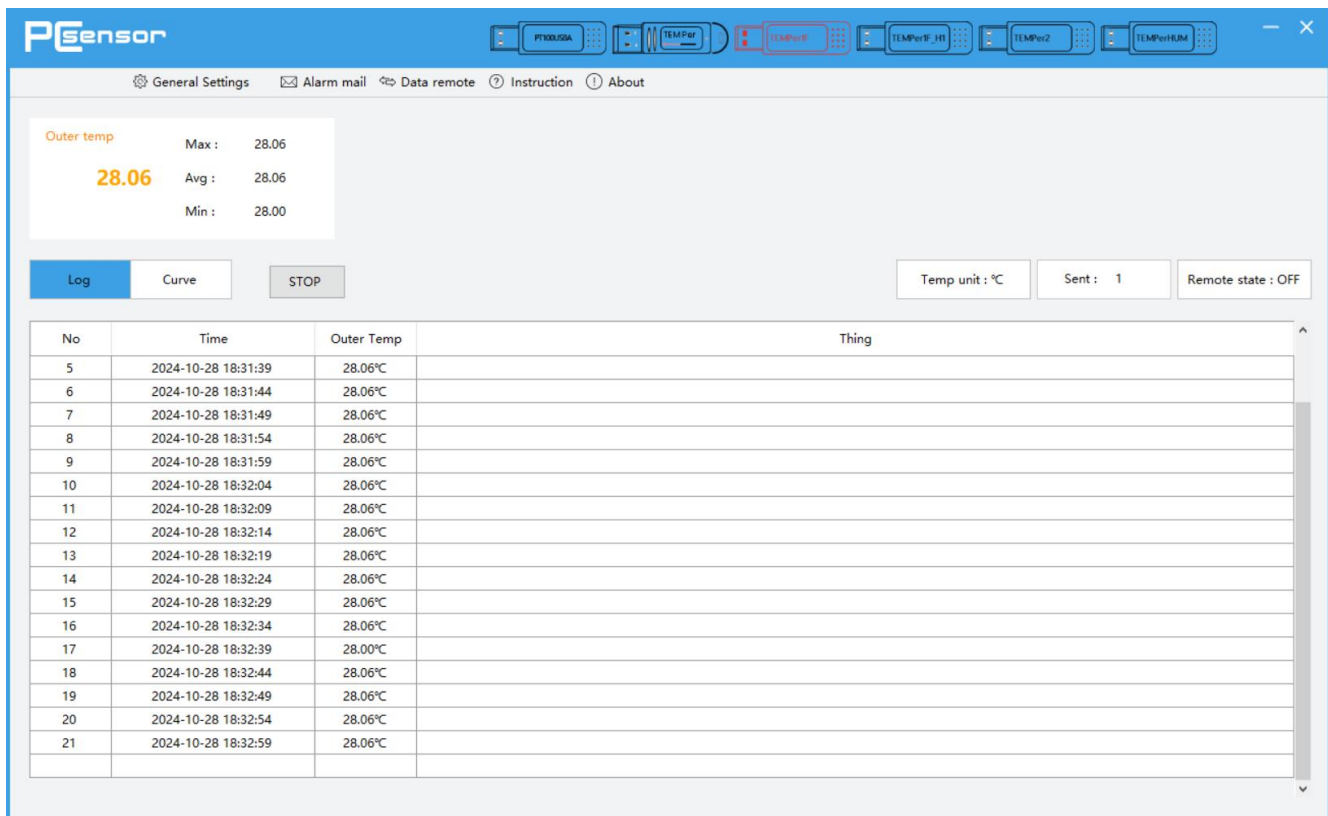 PCsensor
PT100USBA TEMPer TEMPer1F TEMPer1F_H1 TEMPer2 TEMPerHUM
General Settings Alarm mail Data remote Instruction About
Outer temp
28.06
Max : 28.06
Avg : 28.06
Min : 28.00
Log Curve STOP Temp unit : ℃ Sent : 1 Remote state : OFF
No Time Outer Temp Thing
5 2024-10-28 18:31:39 28.06℃
6 2024-10-28 18:31:44 28.06℃
7 2024-10-28 18:31:49 28.06℃
8 2024-10-28 18:31:54 28.06℃
9 2024-10-28 18:31:59 28.06℃
10 2024-10-28 18:32:04 28.06℃
11 2024-10-28 18:32:09 28.06℃
12 2024-10-28 18:32:14 28.06℃
13 2024-10-28 18:32:19 28.06℃
14 2024-10-28 18:32:24 28.06℃
15 2024-10-28 18:32:29 28.06℃
16 2024-10-28 18:32:34 28.06℃
17 2024-10-28 18:32:39 28.00℃
18 2024-10-28 18:32:44 28.06℃
19 2024-10-28 18:32:49 28.06℃
20 2024-10-28 18:32:54 28.06℃
21 2024-10-28 18:32:59 28.06℃